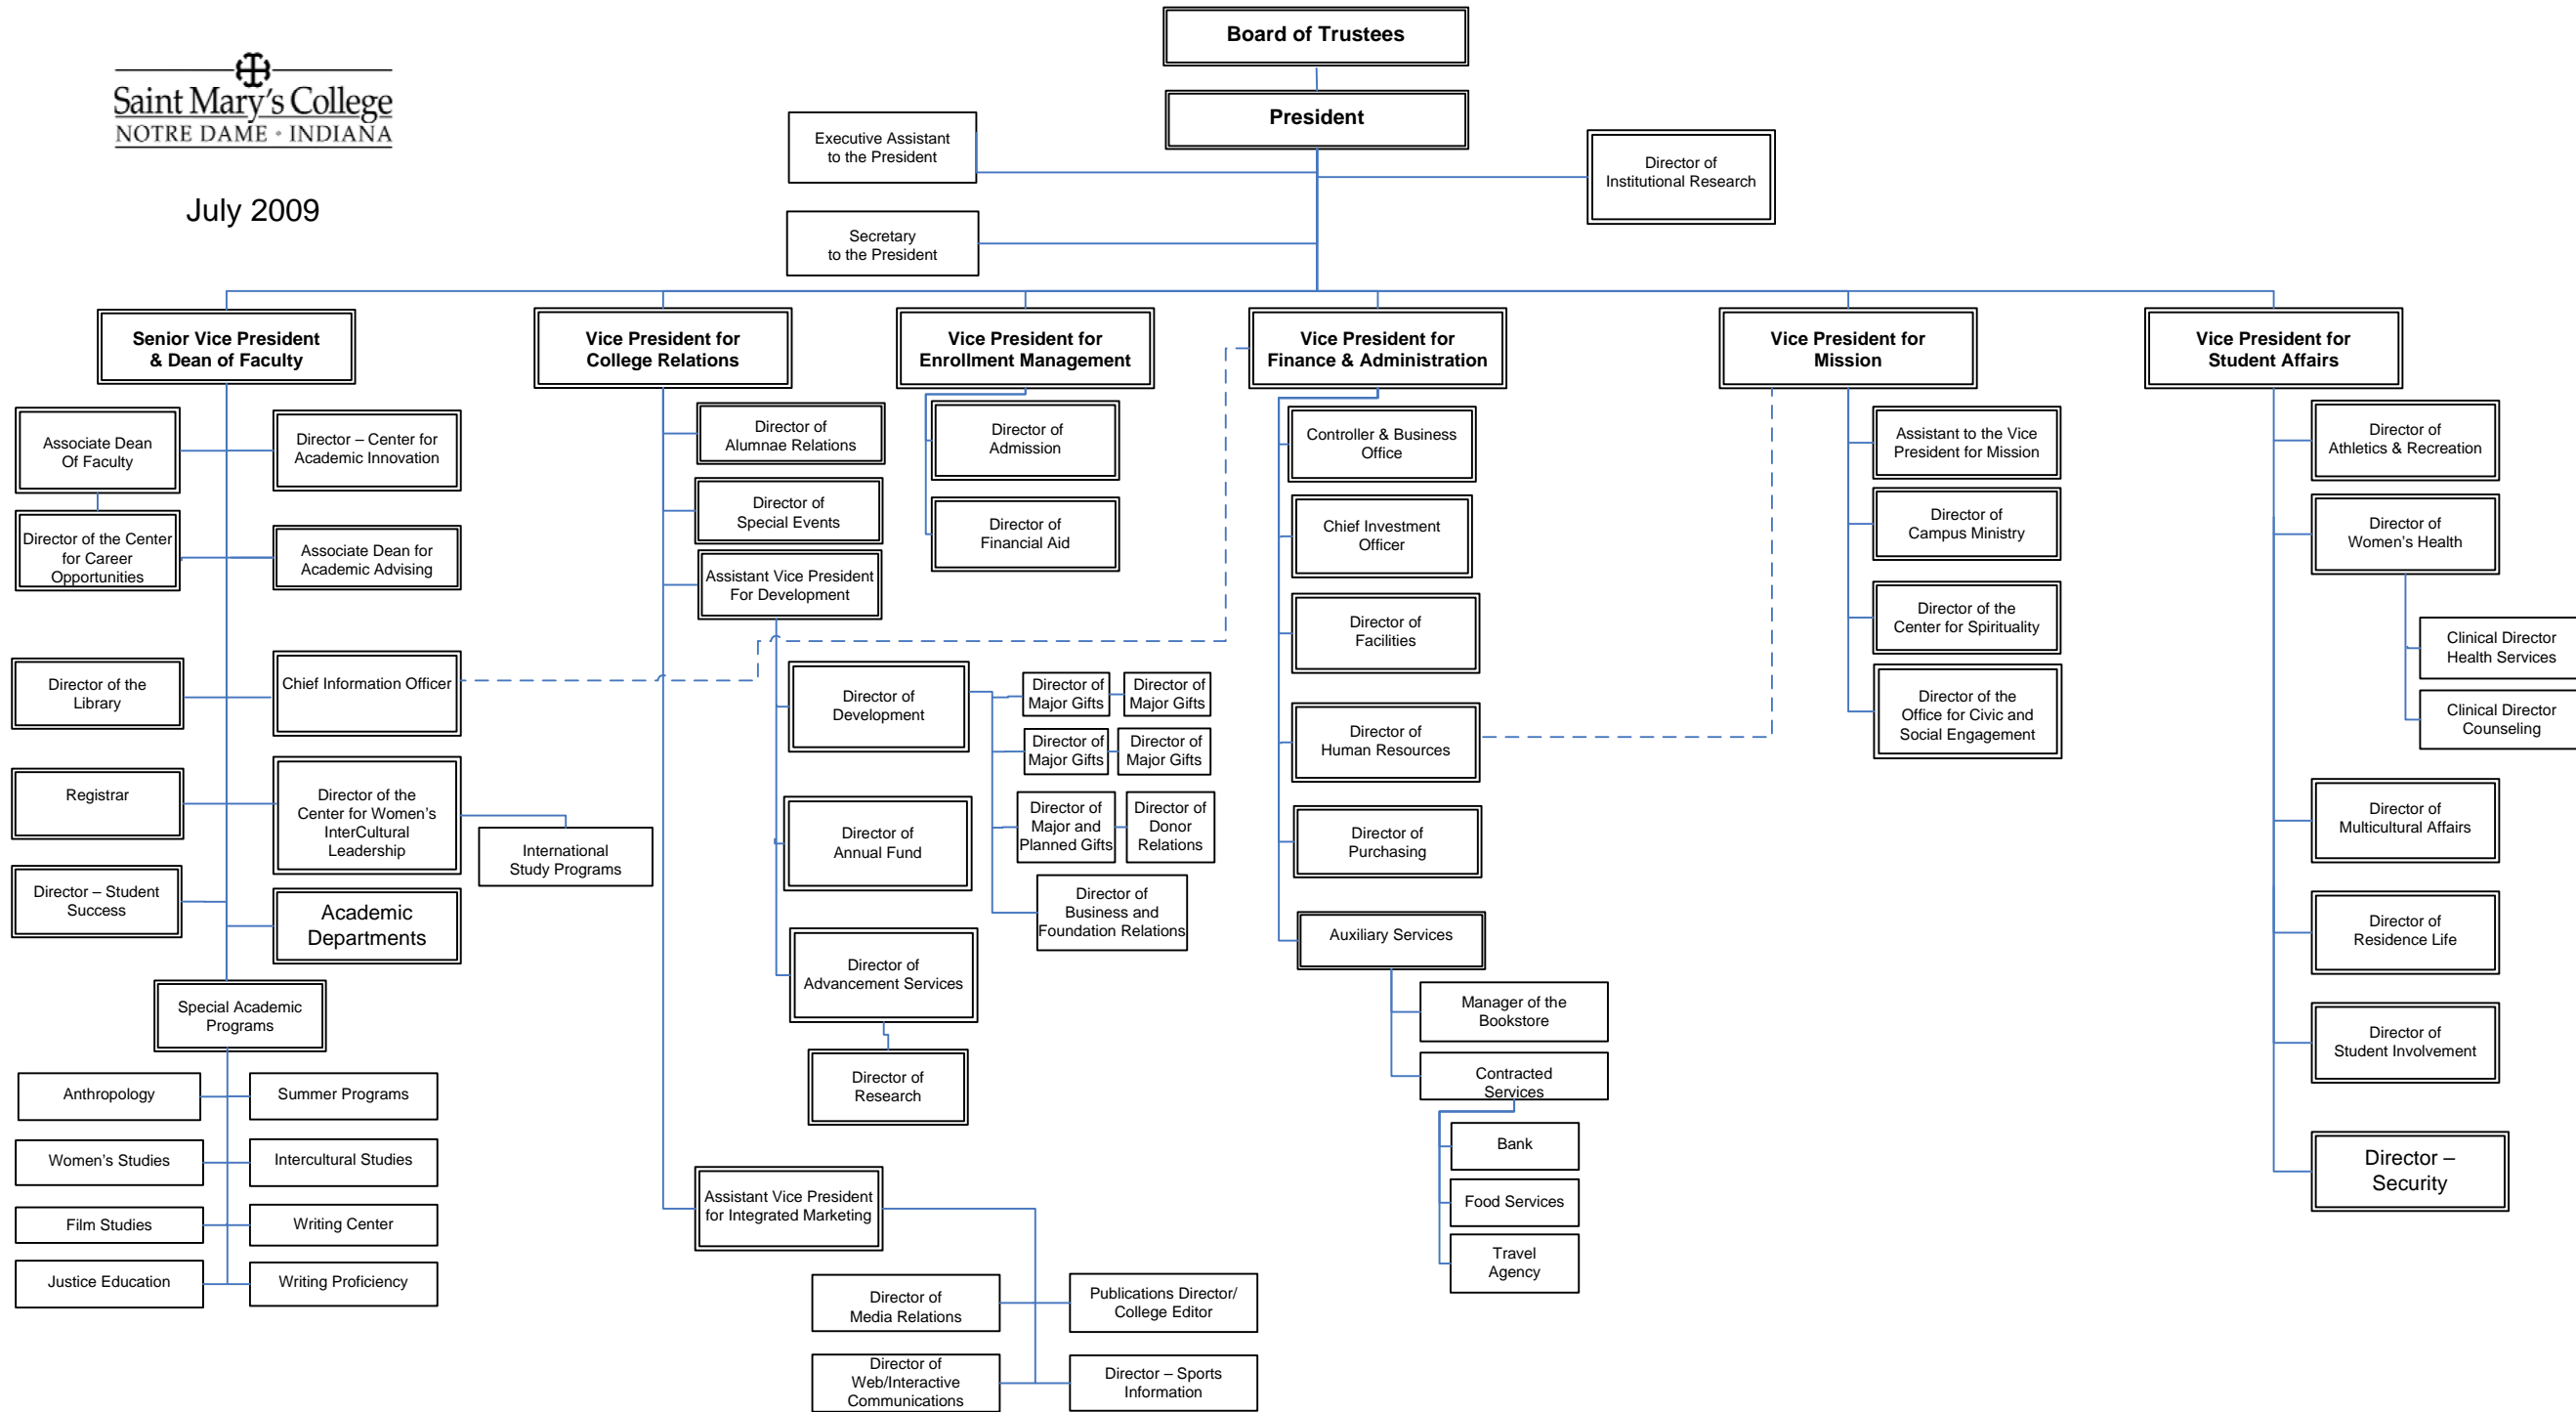 Board of Trustees
President
Saint Mary's College
NOTRE DAME • INDIANA
July 2009
Executive Assistant
to the President
Director of
Institutional Research
Secretary
to the President
Senior Vice President
& Dean of Faculty
Vice President for
College Relations
Vice President for
Enrollment Management
Vice President for
Finance & Administration
Vice President for
Mission
Vice President for
Student Affairs
Associate Dean
Of Faculty
Director – Center for
Academic Innovation
Director of the Center
for Career
Opportunities
Associate Dean for
Academic Advising
Director of the
Library
Chief Information Officer
Registrar
Director of the
Center for Women's
InterCultural
Leadership
International
Study Programs
Director – Student
Success
Academic
Departments
Special Academic
Programs
Anthropology
Summer Programs
Women's Studies
Intercultural Studies
Film Studies
Writing Center
Justice Education
Writing Proficiency
Director of
Alumnae Relations
Director of
Special Events
Assistant Vice President
For Development
Director of
Development
Director of
Major Gifts
Director of
Major Gifts
Director of
Major Gifts
Director of
Major Gifts
Director of
Major and
Planned Gifts
Director of
Donor
Relations
Director of
Business and
Foundation Relations
Director of
Annual Fund
Director of
Advancement Services
Director of
Research
Assistant Vice President
for Integrated Marketing
Director of
Media Relations
Publications Director/
College Editor
Director of
Web/Interactive
Communications
Director – Sports
Information
Director of
Admission
Director of
Financial Aid
Controller & Business
Office
Chief Investment
Officer
Director of
Facilities
Director of
Human Resources
Director of
Purchasing
Auxiliary Services
Manager of the
Bookstore
Contracted
Services
Bank
Food Services
Travel
Agency
Assistant to the Vice
President for Mission
Director of
Campus Ministry
Director of the
Center for Spirituality
Director of the
Office for Civic and
Social Engagement
Director of
Athletics & Recreation
Director of
Women's Health
Clinical Director
Health Services
Clinical Director
Counseling
Director of
Multicultural Affairs
Director of
Residence Life
Director of
Student Involvement
Director –
Security